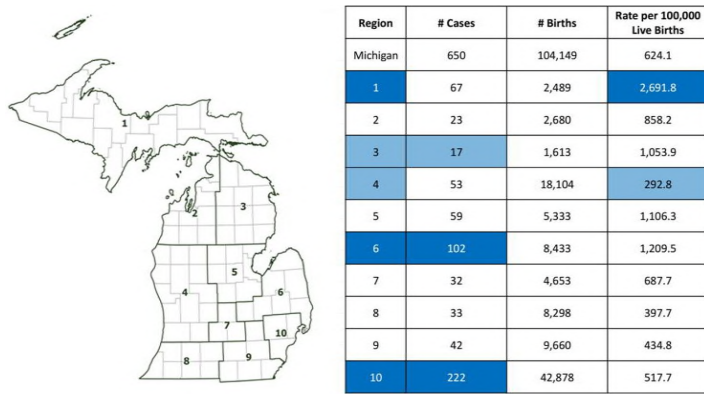 1
2
3
4
5
6
7
8
9
10
Region # Cases # Births Rate per 100,000
Live Births
Michigan 650 104,149 624.1
1 67 2,489 2,691.8
2 23 2,680 858.2
3 17 1,613 1,053.9
4 53 18,104 292.8
5 59 5,333 1,106.3
6 102 8,433 1,209.5
7 32 4,653 687.7
8 33 8,298 397.7
9 42 9,660 434.8
10 222 42,878 517.7